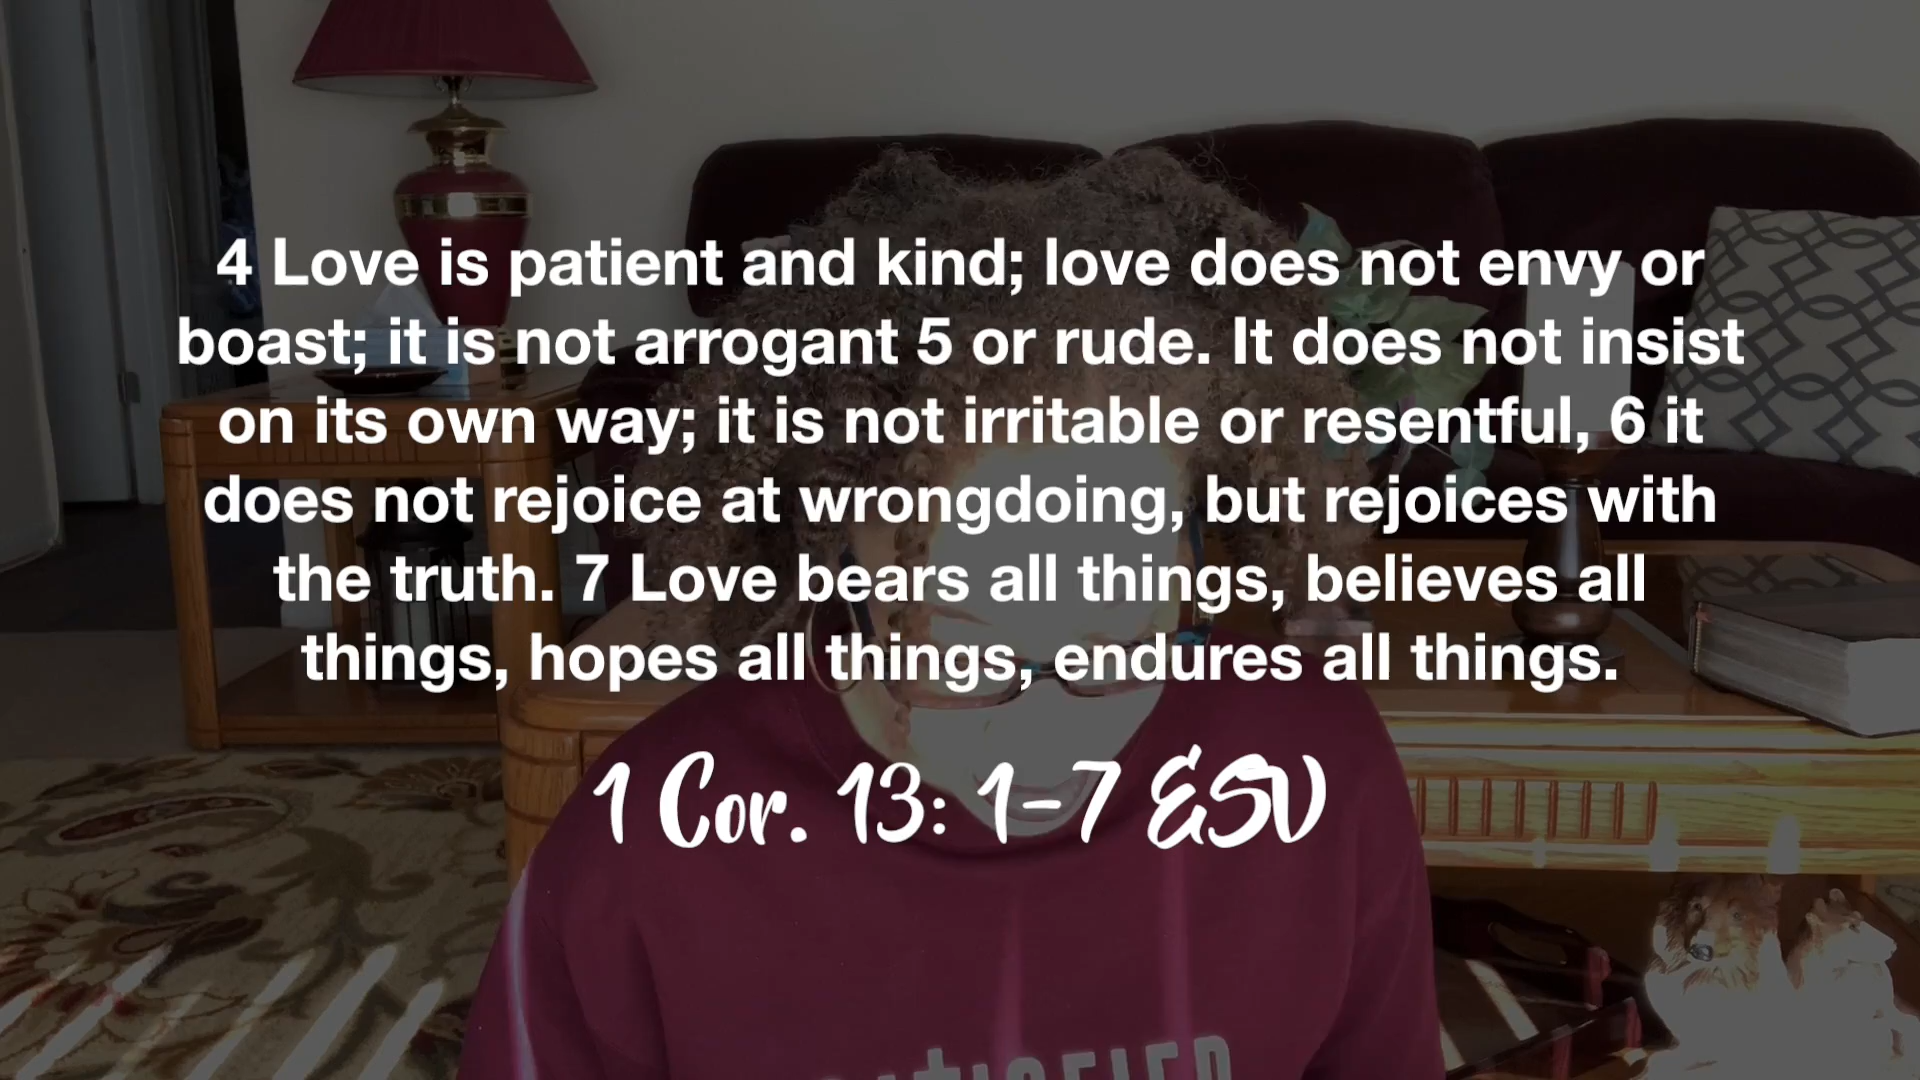 4 Love is patient and kind; love does not envy or
boast; it is not arrogant 5 or rude. It does not insist
on its own way; it is not irritable or resentful, 6 it
does not rejoice at wrongdoing, but rejoices with
the truth. 7 Love bears all things, believes all
things, hopes all things, endures all things.
1 Cor. 13: 1-7 ESV